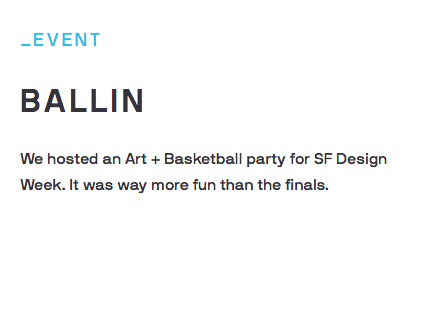 _EVENT
BALLIN
We hosted an Art + Basketball party for SF Design
Week. It was way more fun than the finals.